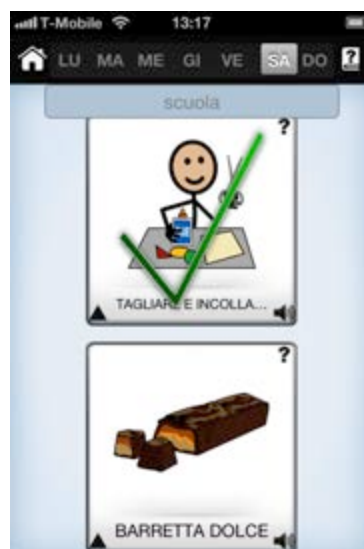 T-Mobile 13:17
LU MA ME GI VE SA DO ?
scuola
?
TAGLIARE E INCOLLA...
?
BARRETTA DOLCE